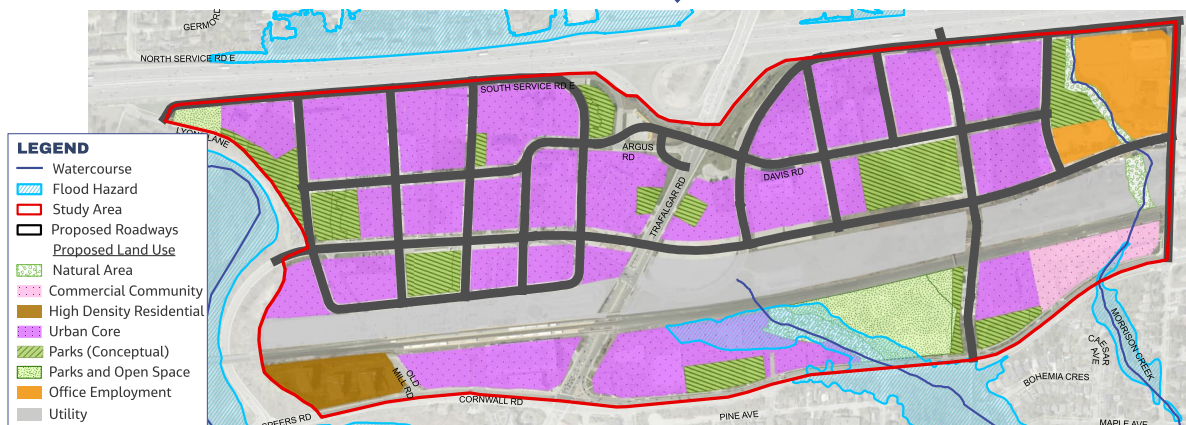 GERMORD
NORTH SERVICE RD E
SOUTH SERVICE RD E
LYONS LANE
ARGUS
RD
DAVIS RD
TRAFALGAR RD
LEGEND
Watercourse
Flood Hazard
Study Area
Proposed Roadways
Proposed Land Use
Natural Area
Commercial Community
High Density Residential
Urban Core
Parks (Conceptual)
Parks and Open Space
Office Employment
Utility
OLD
MILL RD
CORNWALL RD
SPEERS RD
PINE AVE
MORRISON CREEK
CAESAR
AVE
BOHEMIA CRES
MAPLE AVE